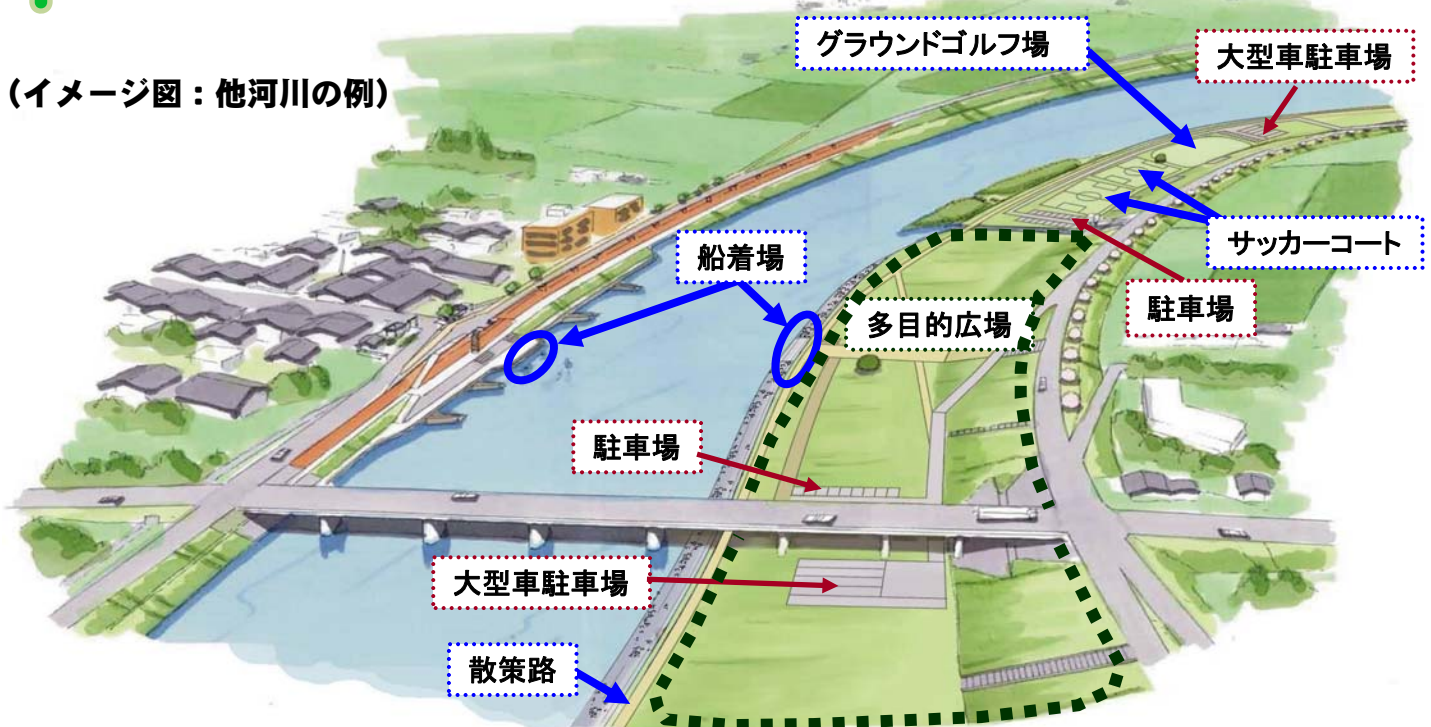 グラウンドゴルフ場
大型車駐車場
(イメージ図：他河川の例)
船着場
サッカーコート
駐車場
多目的広場
駐車場
大型車駐車場
散策路